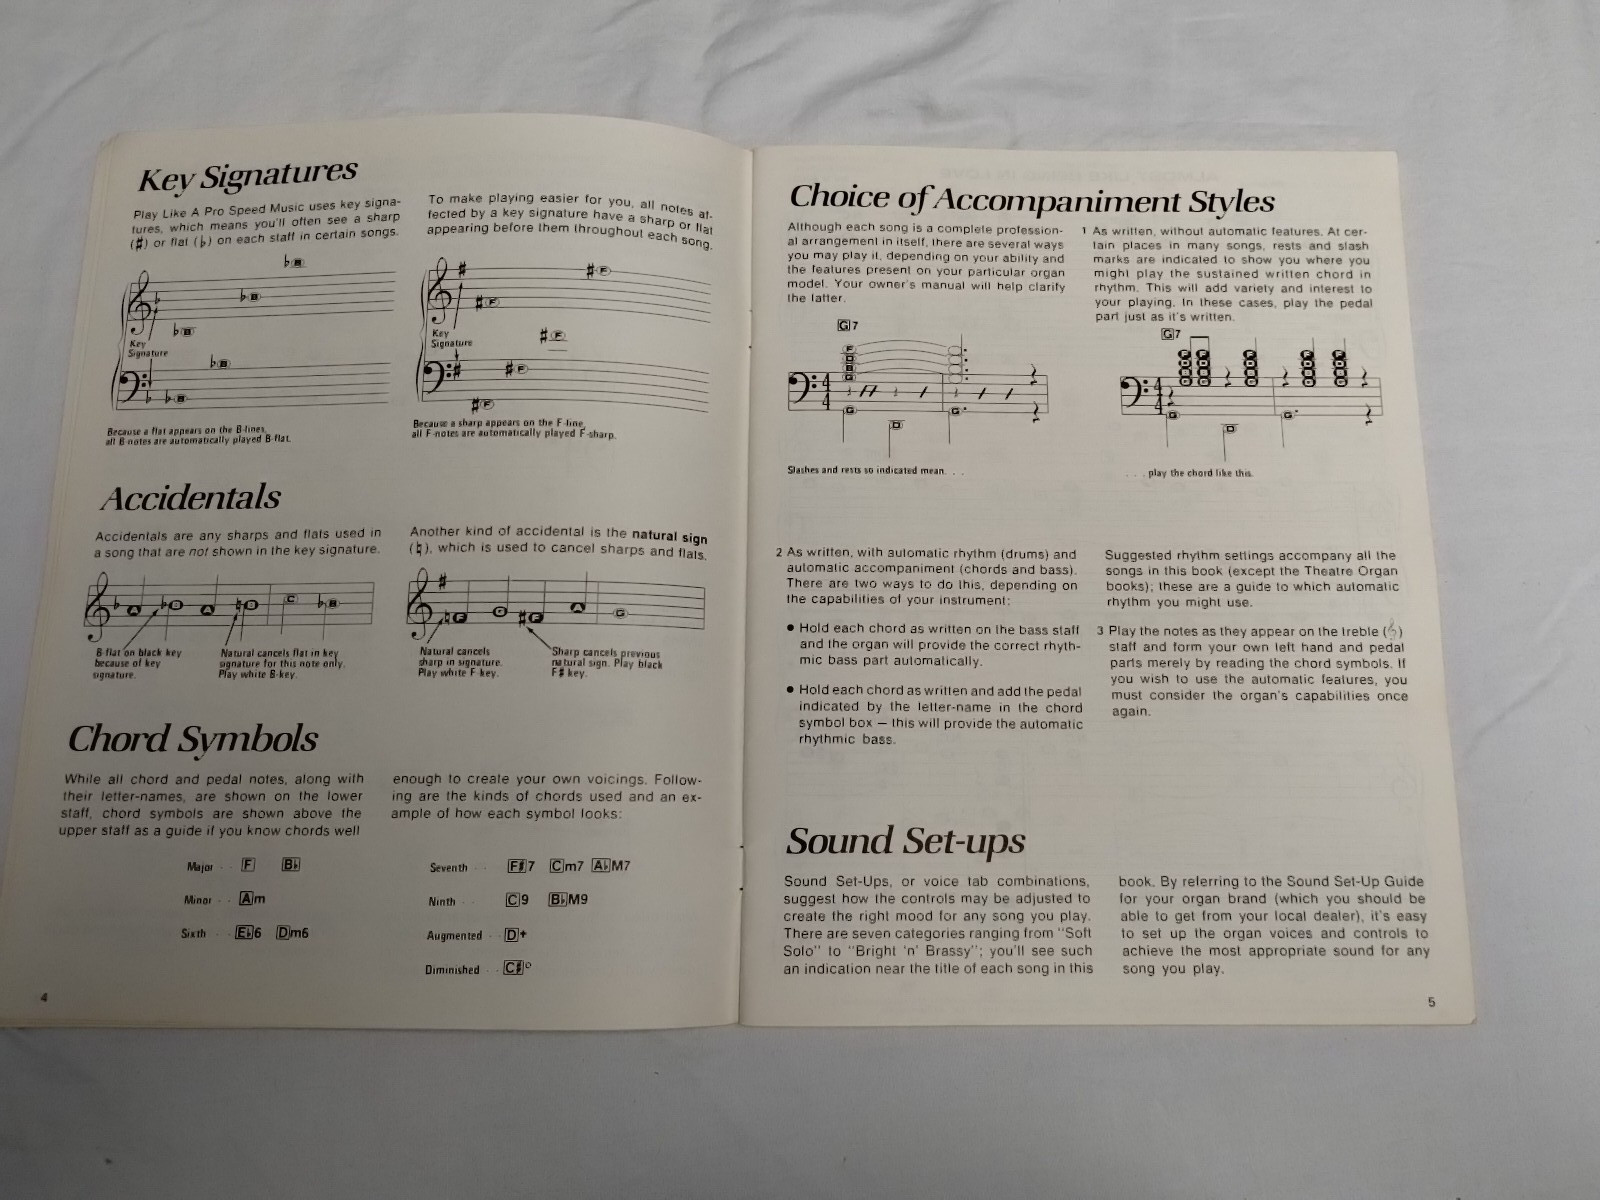 Key Signatures
Play Like A Pro Speed Music uses key signa-
tures, which means you'll often see a sharp
(♯) or flat (♭) on each staff in certain songs.
To make playing easier for you, all notes af-
fected by a key signature have a sharp or flat
appearing before them throughout each song.
♭B
♭B
♭B
Key
Signature
♭B
♭B
Because a flat appears on the B-lines,
all B-notes are automatically played B-flat.
♯F
♯F
Key
Signature
♯F
♯F
♯F
Because a sharp appears on the F-line,
all F-notes are automatically played F-sharp.
Accidentals
Accidentals are any sharps and flats used in
a song that are not shown in the key signature.
Another kind of accidental is the natural sign
(♮), which is used to cancel sharps and flats.
A ♭B A ♮B C ♭B
B-flat on black key
because of key
signature.
Natural cancels flat in key
signature for this note only.
Play white B-key.
♮F G ♯F A G
Natural cancels
sharp in signature.
Play white F-key.
Sharp cancels previous
natural sign. Play black
F♯ key.
Chord Symbols
While all chord and pedal notes, along with
their letter-names, are shown on the lower
staff, chord symbols are shown above the
upper staff as a guide if you know chords well
enough to create your own voicings. Follow-
ing are the kinds of chords used and an ex-
ample of how each symbol looks:
Major . . F B♭
Minor . . Am
Sixth . . E♭6 Dm6
Seventh . . F♯7 Cm7 A♭M7
Ninth . . C9 B♭M9
Augmented . . D+
Diminished . . C♯°
4
Choice of Accompaniment Styles
Although each song is a complete profession-
al arrangement in itself, there are several ways
you may play it, depending on your ability and
the features present on your particular organ
model. Your owner's manual will help clarify
the latter.
1 As written, without automatic features. At cer-
tain places in many songs, rests and slash
marks are indicated to show you where you
might play the sustained written chord in
rhythm. This will add variety and interest to
your playing. In these cases, play the pedal
part just as it's written.
G7
F
D
B
G
4
4
G
D
G
Slashes and rests so indicated mean. . .
G7
4
4
G
D
G
. . . play the chord like this.
2 As written, with automatic rhythm (drums) and
automatic accompaniment (chords and bass).
There are two ways to do this, depending on
the capabilities of your instrument:
• Hold each chord as written on the bass staff
and the organ will provide the correct rhyth-
mic bass part automatically.
• Hold each chord as written and add the pedal
indicated by the letter-name in the chord
symbol box — this will provide the automatic
rhythmic bass.
Suggested rhythm settings accompany all the
songs in this book (except the Theatre Organ
books); these are a guide to which automatic
rhythm you might use.
3 Play the notes as they appear on the treble (𝄞)
staff and form your own left hand and pedal
parts merely by reading the chord symbols. If
you wish to use the automatic features, you
must consider the organ's capabilities once
again.
Sound Set-ups
Sound Set-Ups, or voice tab combinations,
suggest how the controls may be adjusted to
create the right mood for any song you play.
There are seven categories ranging from "Soft
Solo" to "Bright 'n' Brassy"; you'll see such
an indication near the title of each song in this
book. By referring to the Sound Set-Up Guide
for your organ brand (which you should be
able to get from your local dealer), it's easy
to set up the organ voices and controls to
achieve the most appropriate sound for any
song you play.
5